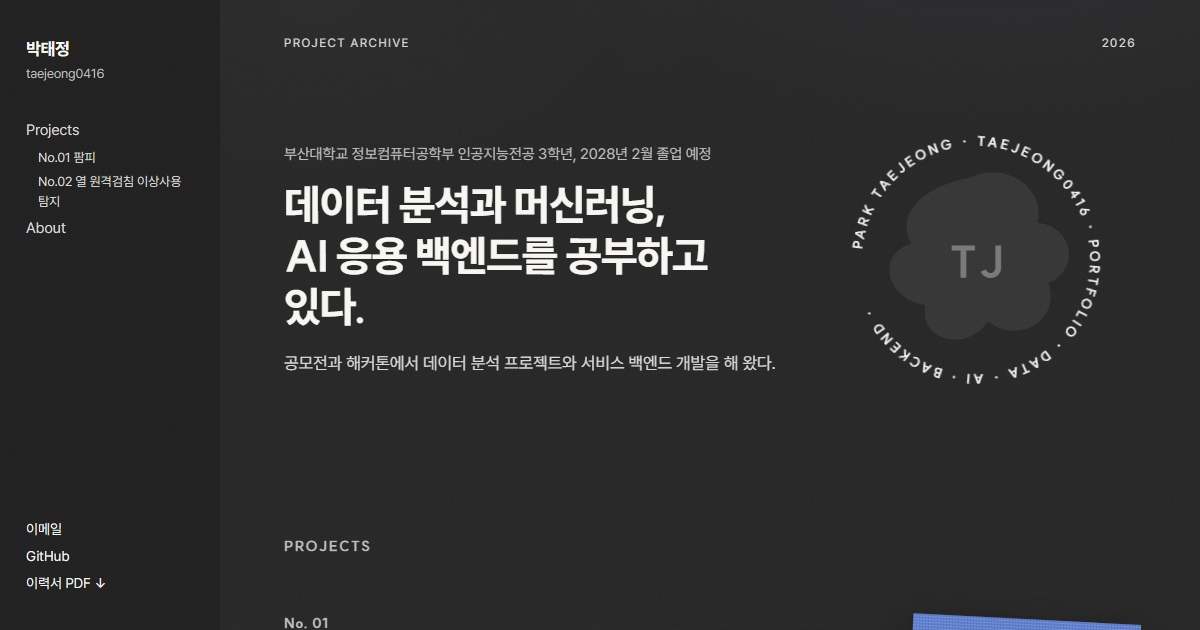 박태정
taejeong0416
Projects
No.01 팜피
No.02 열 원격검침 이상사용
탐지
About
이메일
GitHub
이력서 PDF ↓
PROJECT ARCHIVE
2026
부산대학교 정보컴퓨터공학부 인공지능전공 3학년, 2028년 2월 졸업 예정
데이터 분석과 머신러닝,
AI 응용 백엔드를 공부하고
있다.
공모전과 해커톤에서 데이터 분석 프로젝트와 서비스 백엔드 개발을 해 왔다.
PARK TAEJEONG · TAEJEONG0416 · PORTFOLIO · DATA · AI · BACKEND ·
TJ
PROJECTS
No. 01